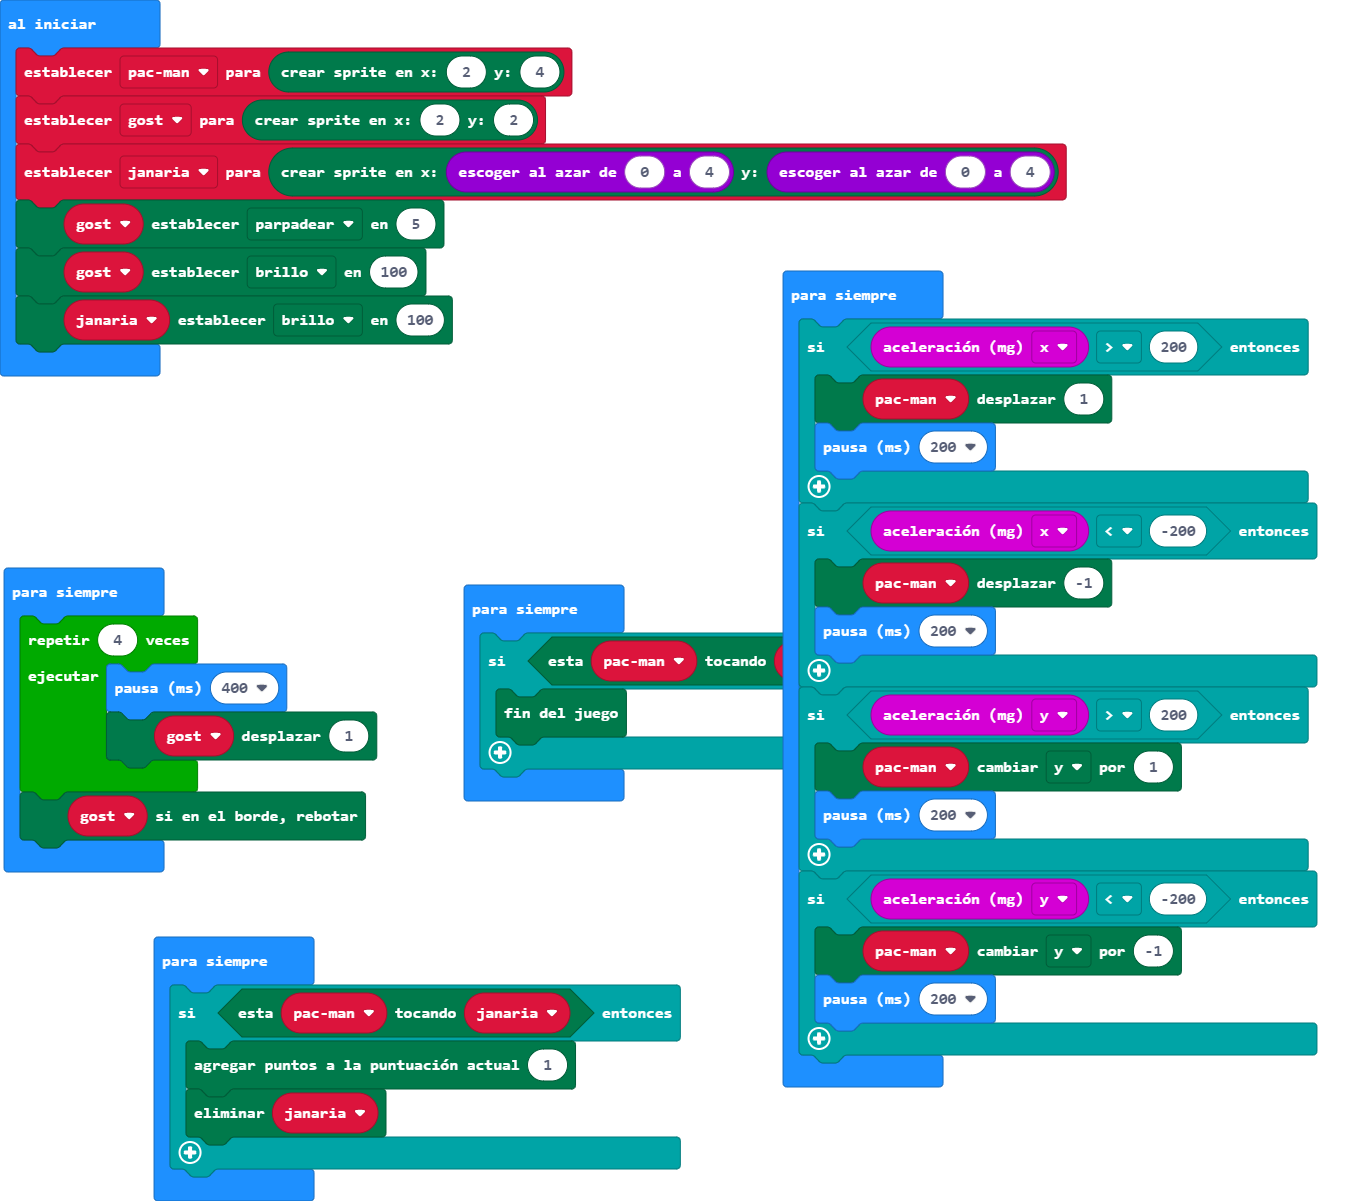 al iniciar
establecer pac-man para crear sprite en x: 2 y: 4
establecer gost para crear sprite en x: 2 y: 2
establecer janaria para crear sprite en x: escoger al azar de 0 a 4 y: escoger al azar de 0 a 4
gost establecer parpadear en 5
gost establecer brillo en 100
janaria establecer brillo en 100
para siempre
si aceleración (mg) x > 200 entonces
pac-man desplazar 1
pausa (ms) 200
si aceleración (mg) x < -200 entonces
pac-man desplazar -1
pausa (ms) 200
si aceleración (mg) y > 200 entonces
pac-man cambiar y por 1
pausa (ms) 200
si aceleración (mg) y < -200 entonces
pac-man cambiar y por -1
pausa (ms) 200
para siempre
repetir 4 veces
ejecutar pausa (ms) 400
gost desplazar 1
gost si en el borde, rebotar
para siempre
si esta pac-man tocando
fin del juego
para siempre
si esta pac-man tocando janaria entonces
agregar puntos a la puntuación actual 1
eliminar janaria